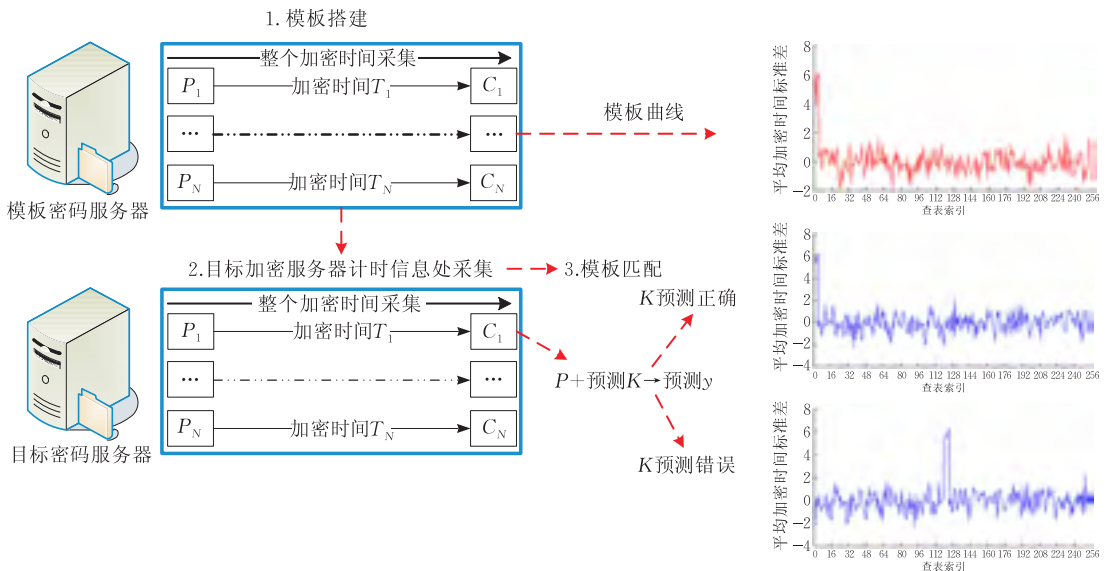 1.模板搭建
整个加密时间采集
P1 加密时间T1 C1
… …
PN 加密时间TN CN
模板密码服务器
模板曲线
2.目标加密服务器计时信息处采集
3.模板匹配
整个加密时间采集
P1 加密时间T1 C1
… …
PN 加密时间TN CN
目标密码服务器
K预测正确
P+预测K→预测y
K预测错误
平均加密时间标准差
8
6
4
2
0
−2
0 16 32 48 64 80 96 112 128 144 160 176 192 208 224 240 256
查表索引
平均加密时间标准差
8
6
4
2
0
−2
−4
0 16 32 48 64 80 96 112 128 144 160 176 192 208 224 240 256
查表索引
平均加密时间标准差
8
6
4
2
0
−2
−4
0 16 32 48 64 80 96 112 128 144 160 176 192 208 224 240 256
查表索引